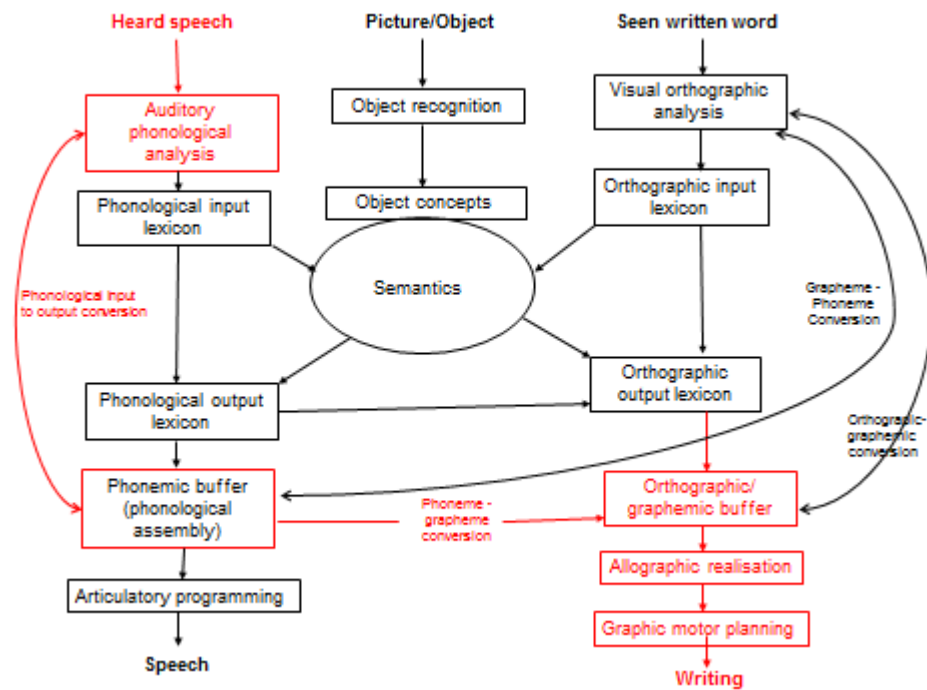 Heard speech
Picture/Object
Seen written word
Auditory
phonological
analysis
Object recognition
Visual orthographic
analysis
Phonological input
lexicon
Object concepts
Orthographic input
lexicon
Semantics
Phonological input
to output conversion
Grapheme -
Phoneme
Conversion
Phonological output
lexicon
Orthographic
output lexicon
Orthograpic-
graphemic
conversion
Phonemic buffer
(phonological
assembly)
Phoneme -
grapheme
conversion
Orthographic/
graphemic buffer
Articulatory programming
Allographic realisation
Graphic motor planning
Speech
Writing